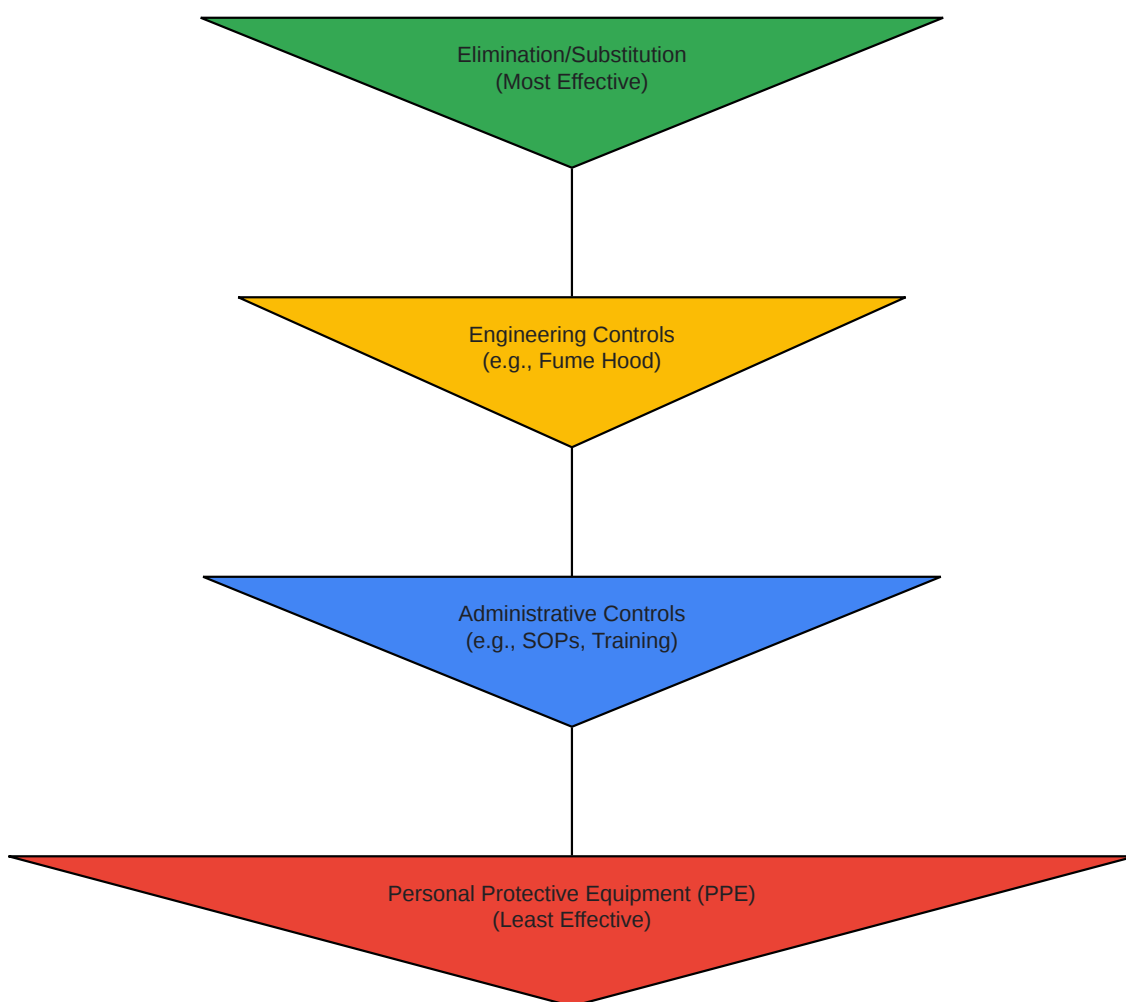 Elimination/Substitution
(Most Effective)
Engineering Controls
(e.g., Fume Hood)
Administrative Controls
(e.g., SOPs, Training)
Personal Protective Equipment (PPE)
(Least Effective)